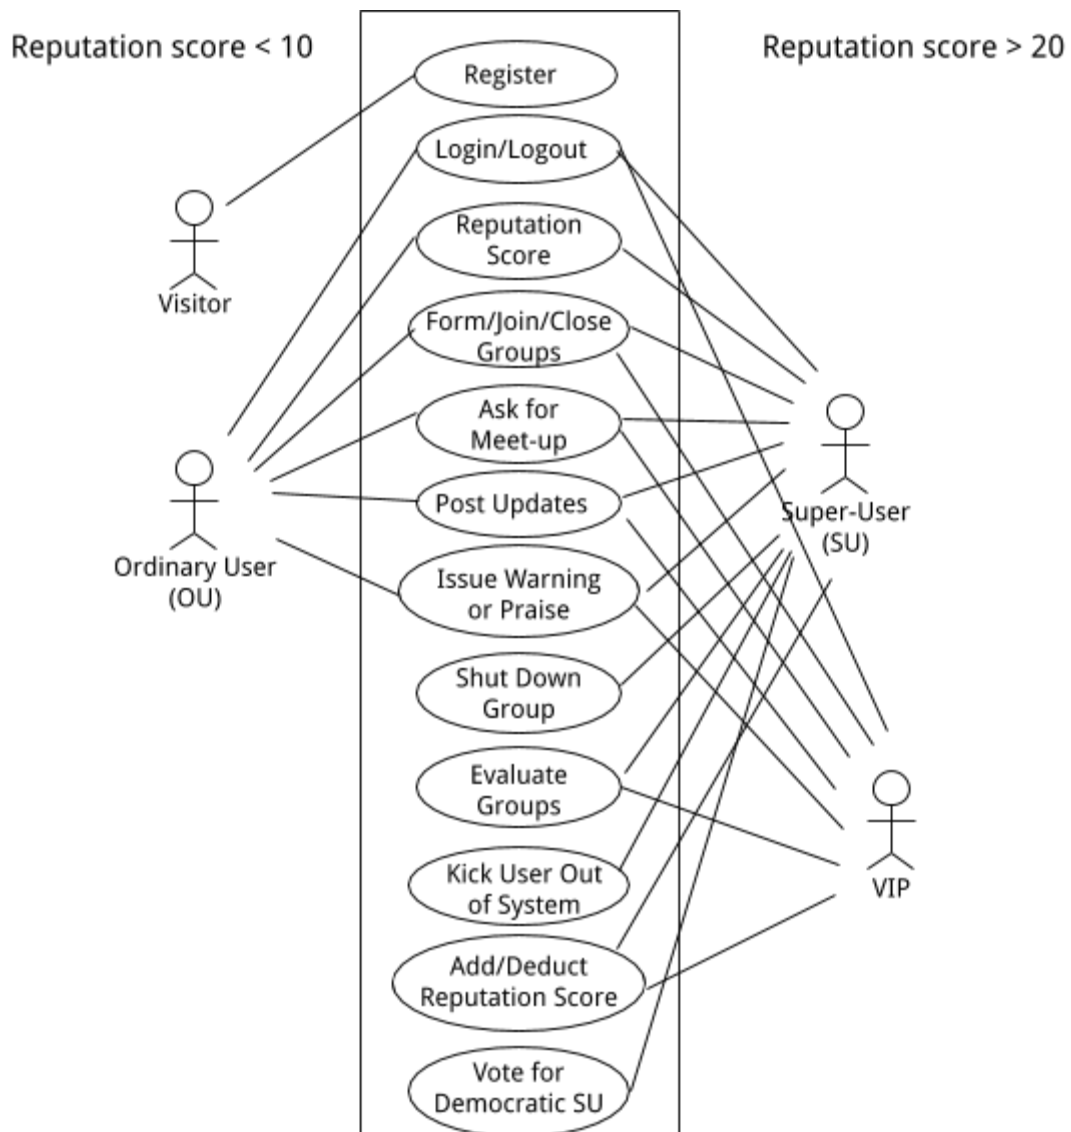 Reputation score < 10
Reputation score > 20
Register
Login/Logout
Reputation
Score
Form/Join/Close
Groups
Ask for
Meet-up
Post Updates
Issue Warning
or Praise
Shut Down
Group
Evaluate
Groups
Kick User Out
of System
Add/Deduct
Reputation Score
Vote for
Democratic SU
Visitor
Ordinary User
(OU)
Super-User
(SU)
VIP